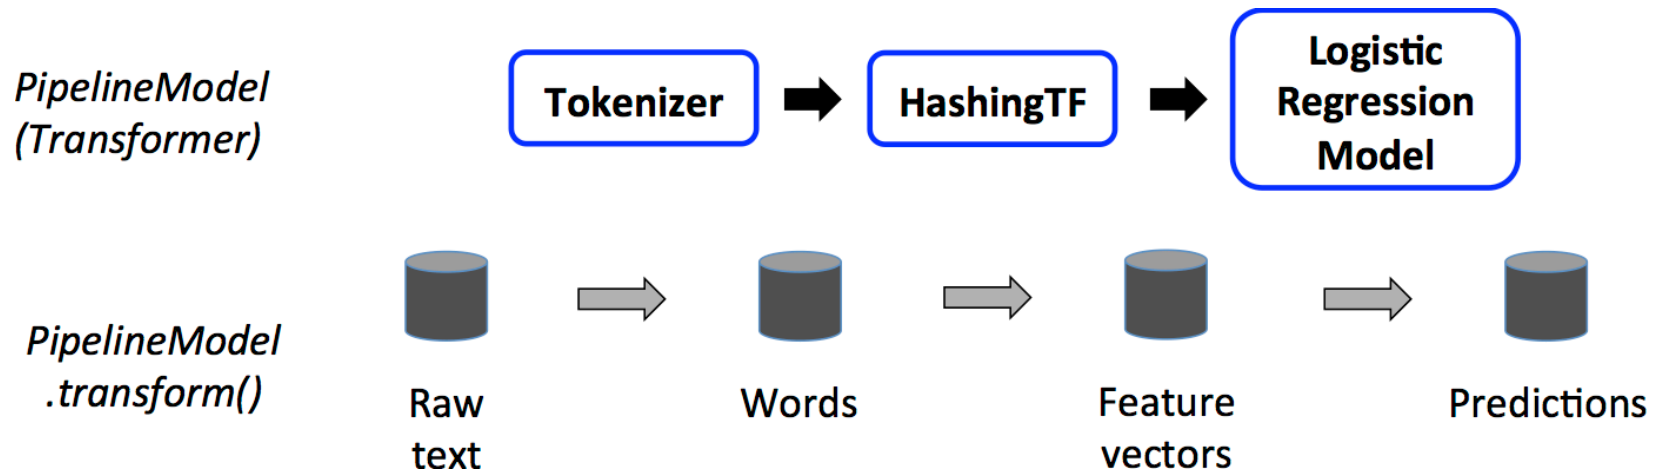 PipelineModel
(Transformer)
Tokenizer
HashingTF
Logistic
Regression
Model
PipelineModel
.transform()
Raw
text
Words
Feature
vectors
Predictions